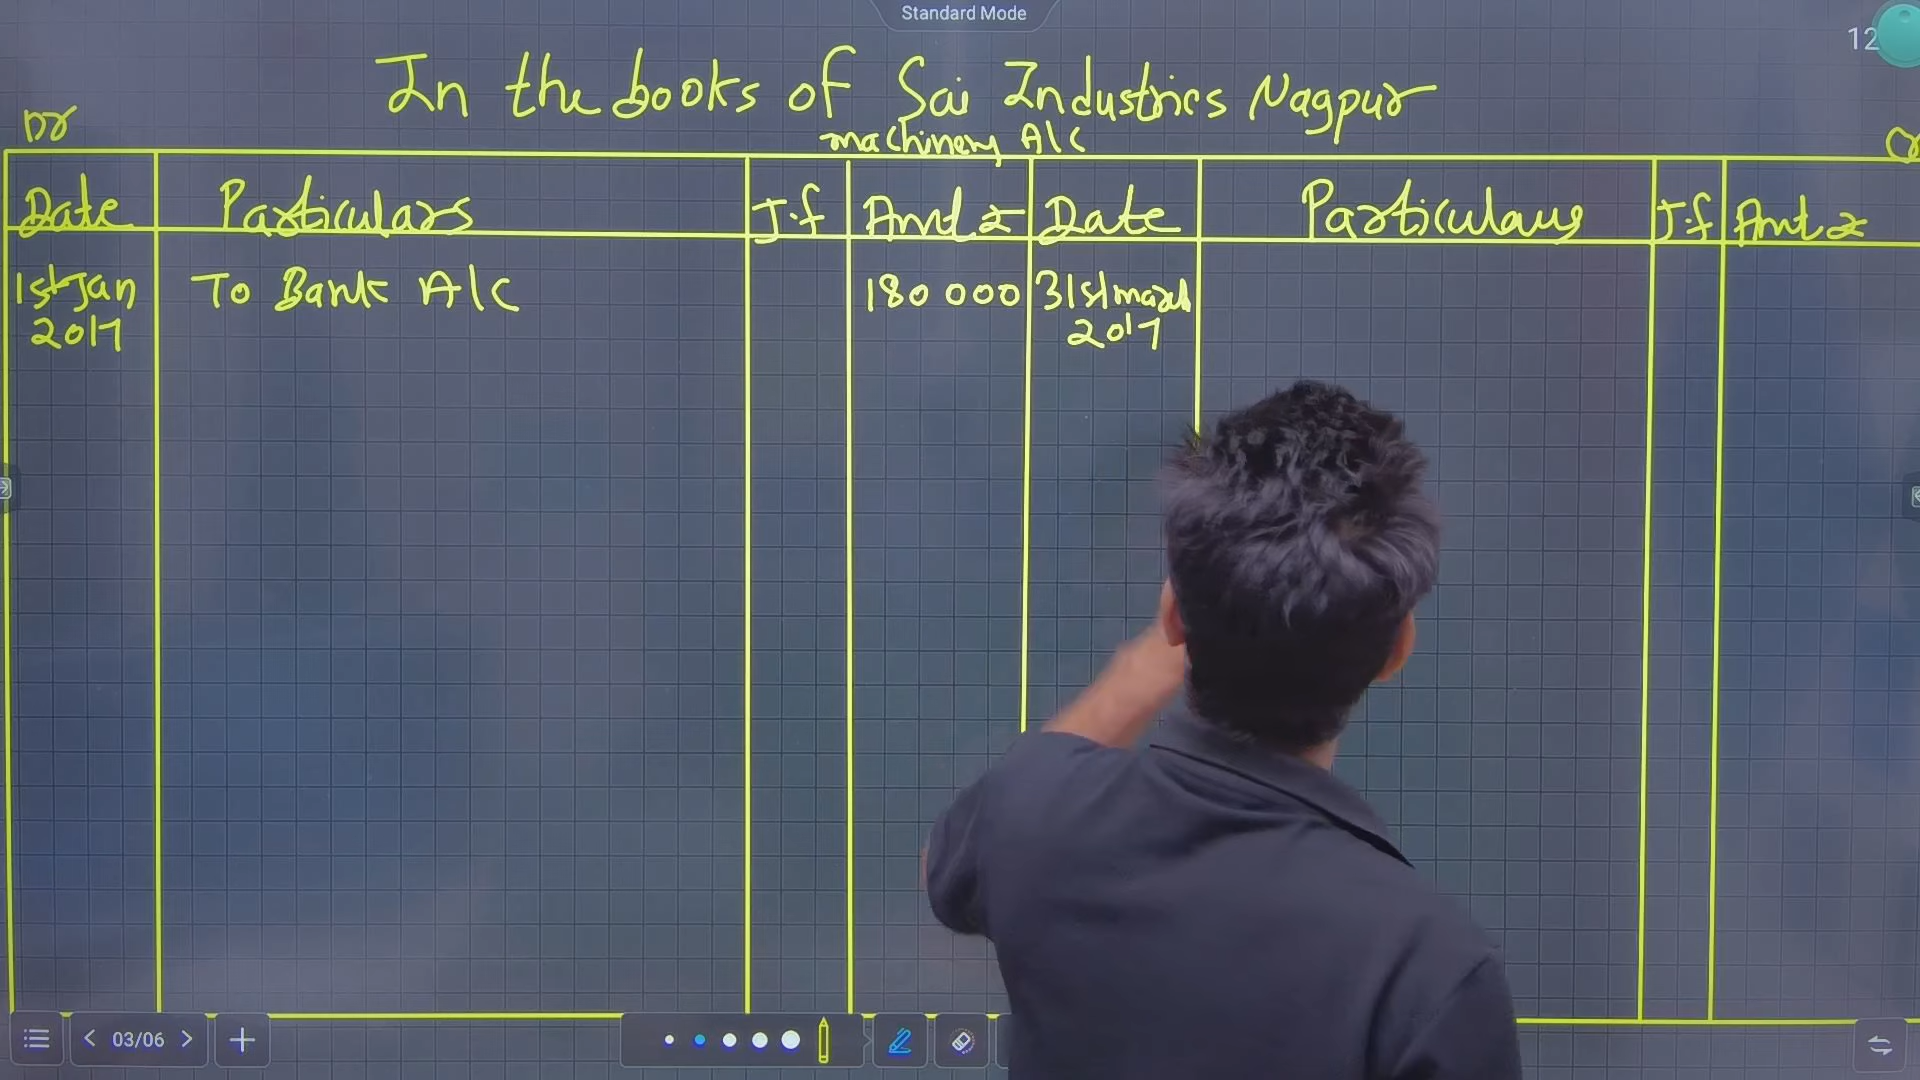 Standard Mode
12
In the books of Sai Industries Nagpur
Dr
machinery A/c
Date Particulars J.f Amt ₹ Date Particulars J.f Amt ₹
1st Jan 2017 To Bank A/c 180 000 31st march 2017
03/06